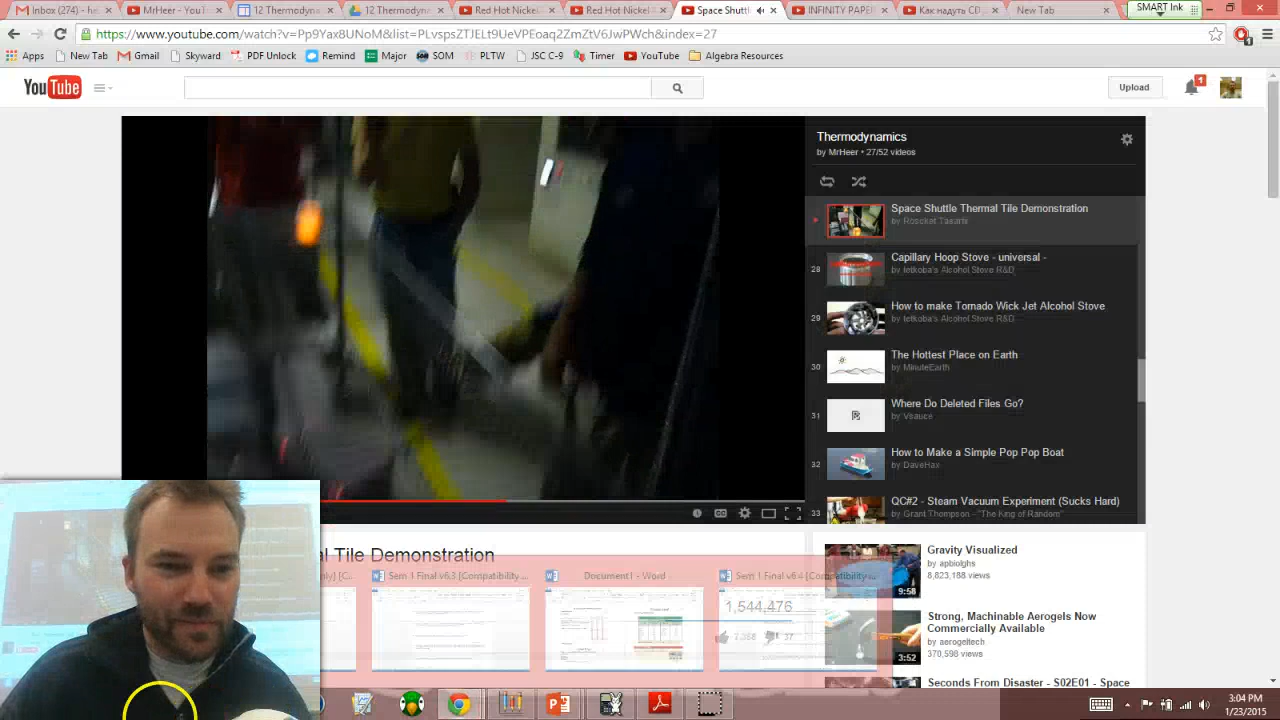 Inbox (274) - h
MrHeer - YouTu
12 Thermodyna
12 Thermodyna
Red Hot Nickel
Red Hot Nickel
Space Shuttl
INFINITY PAPE
Как надуть CD
New Tab
SMART Ink
https://www.youtube.com/watch?v=Pp9Yax8UNoM&list=PLvspsZTJELt9UeVPEoaq2ZmZtV6JwPWch&index=27
Apps
New Tab
Gmail
Skyward
PDF Unlock
Remind
Major
SOM
PLTW
JSC C-9
Timer
YouTube
Algebra Resources
YouTube
Upload
1
Thermodynamics
by MrHeer • 27/52 videos
Space Shuttle Thermal Tile Demonstration
by Roseket Tasarts
28
Capillary Hoop Stove - universal -
by tetkoba's Alcohol Stove R&D
29
How to make Tornado Wick Jet Alcohol Stove
by tetkoba's Alcohol Stove R&D
30
The Hottest Place on Earth
by MinuteEarth
31
Where Do Deleted Files Go?
by Vsauce
32
How to Make a Simple Pop Pop Boat
by DaveHax
33
QC#2 - Steam Vacuum Experiment (Sucks Hard)
by Grant Thompson - "The King of Random"
al Tile Demonstration
Sem 1 Final v6.3 [Compatibility ...
Document1 - Word
Sem 1 Final v6.4 [Compatibility ...
1,544,476
37
Gravity Visualized
by apbiolghs
8,823,188 views
9:58
Strong, Machinable Aerogels Now
Commercially Available
by aerogeltech
370,598 views
3:52
Seconds From Disaster - S02E01 - Space
3:04 PM
1/23/2015